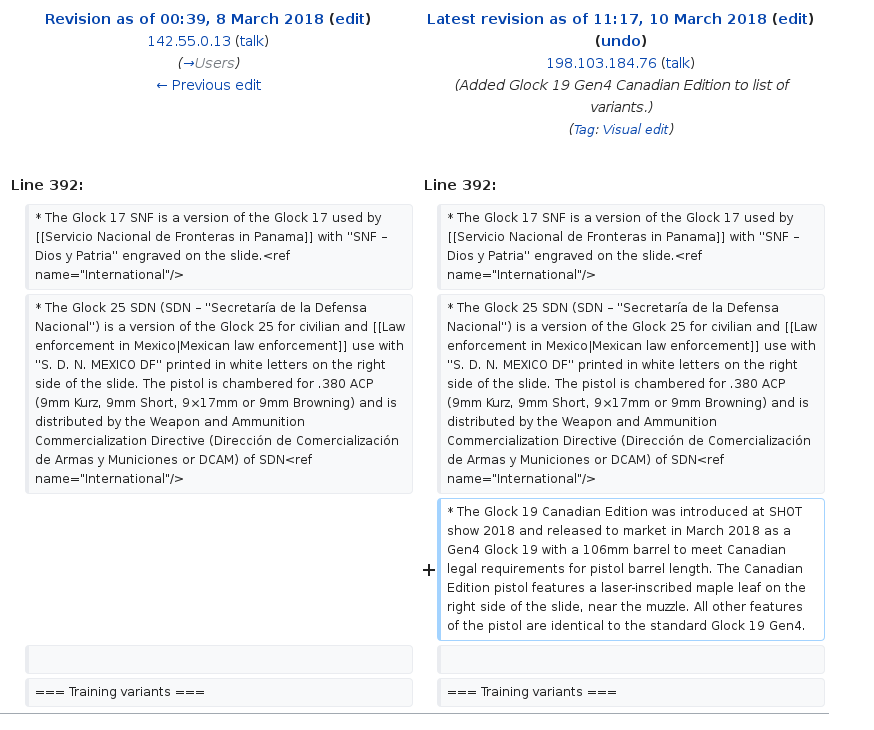 Revision as of 00:39, 8 March 2018 (edit)
142.55.0.13 (talk)
(→Users)
← Previous edit
Latest revision as of 11:17, 10 March 2018 (edit)
(undo)
198.103.184.76 (talk)
(Added Glock 19 Gen4 Canadian Edition to list of
variants.)
(Tag: Visual edit)
Line 392:
Line 392:
* The Glock 17 SNF is a version of the Glock 17 used by
[[Servicio Nacional de Fronteras in Panama]] with "SNF –
Dios y Patria" engraved on the slide.<ref
name="International"/>
* The Glock 17 SNF is a version of the Glock 17 used by
[[Servicio Nacional de Fronteras in Panama]] with "SNF –
Dios y Patria" engraved on the slide.<ref
name="International"/>
* The Glock 25 SDN (SDN – "Secretaría de la Defensa
Nacional") is a version of the Glock 25 for civilian and [[Law
enforcement in Mexico|Mexican law enforcement]] use with
"S. D. N. MEXICO DF" printed in white letters on the right
side of the slide. The pistol is chambered for .380 ACP
(9mm Kurz, 9mm Short, 9×17mm or 9mm Browning) and is
distributed by the Weapon and Ammunition
Commercialization Directive (Dirección de Comercialización
de Armas y Municiones or DCAM) of SDN<ref
name="International"/>
* The Glock 25 SDN (SDN – "Secretaría de la Defensa
Nacional") is a version of the Glock 25 for civilian and [[Law
enforcement in Mexico|Mexican law enforcement]] use with
"S. D. N. MEXICO DF" printed in white letters on the right
side of the slide. The pistol is chambered for .380 ACP
(9mm Kurz, 9mm Short, 9×17mm or 9mm Browning) and is
distributed by the Weapon and Ammunition
Commercialization Directive (Dirección de Comercialización
de Armas y Municiones or DCAM) of SDN<ref
name="International"/>
+
* The Glock 19 Canadian Edition was introduced at SHOT
show 2018 and released to market in March 2018 as a
Gen4 Glock 19 with a 106mm barrel to meet Canadian
legal requirements for pistol barrel length. The Canadian
Edition pistol features a laser-inscribed maple leaf on the
right side of the slide, near the muzzle. All other features
of the pistol are identical to the standard Glock 19 Gen4.
=== Training variants ===
=== Training variants ===